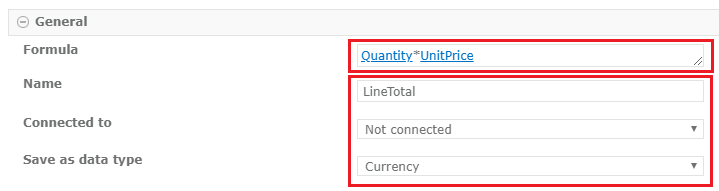 General
Formula
Quantity*UnitPrice
Name
LineTotal
Connected to
Not connected
Save as data type
Currency